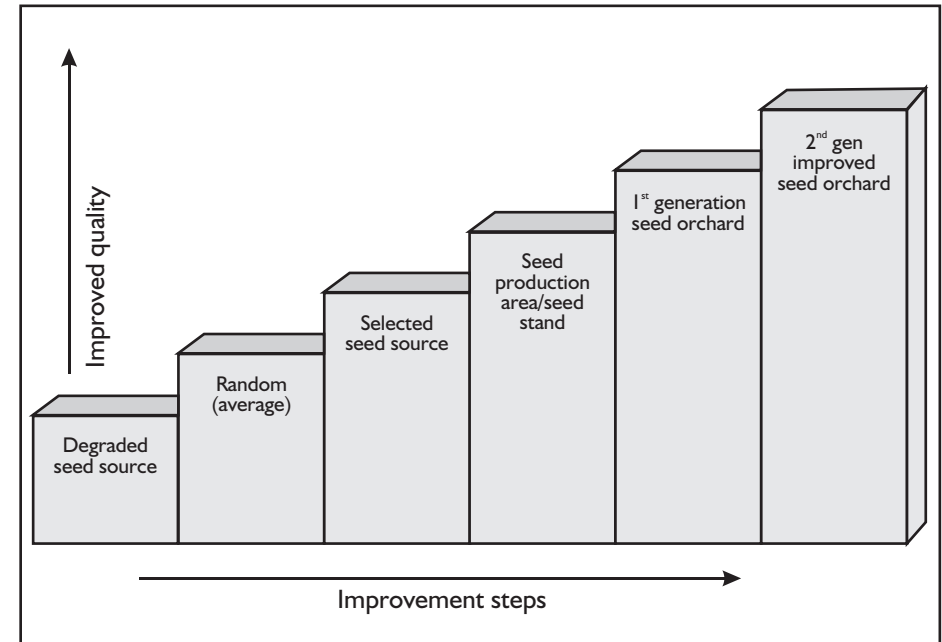 Improved quality
Degraded
seed source
Random
(average)
Selected
seed source
Seed
production
area/seed
stand
1st generation
seed orchard
2nd gen
improved
seed orchard
Improvement steps